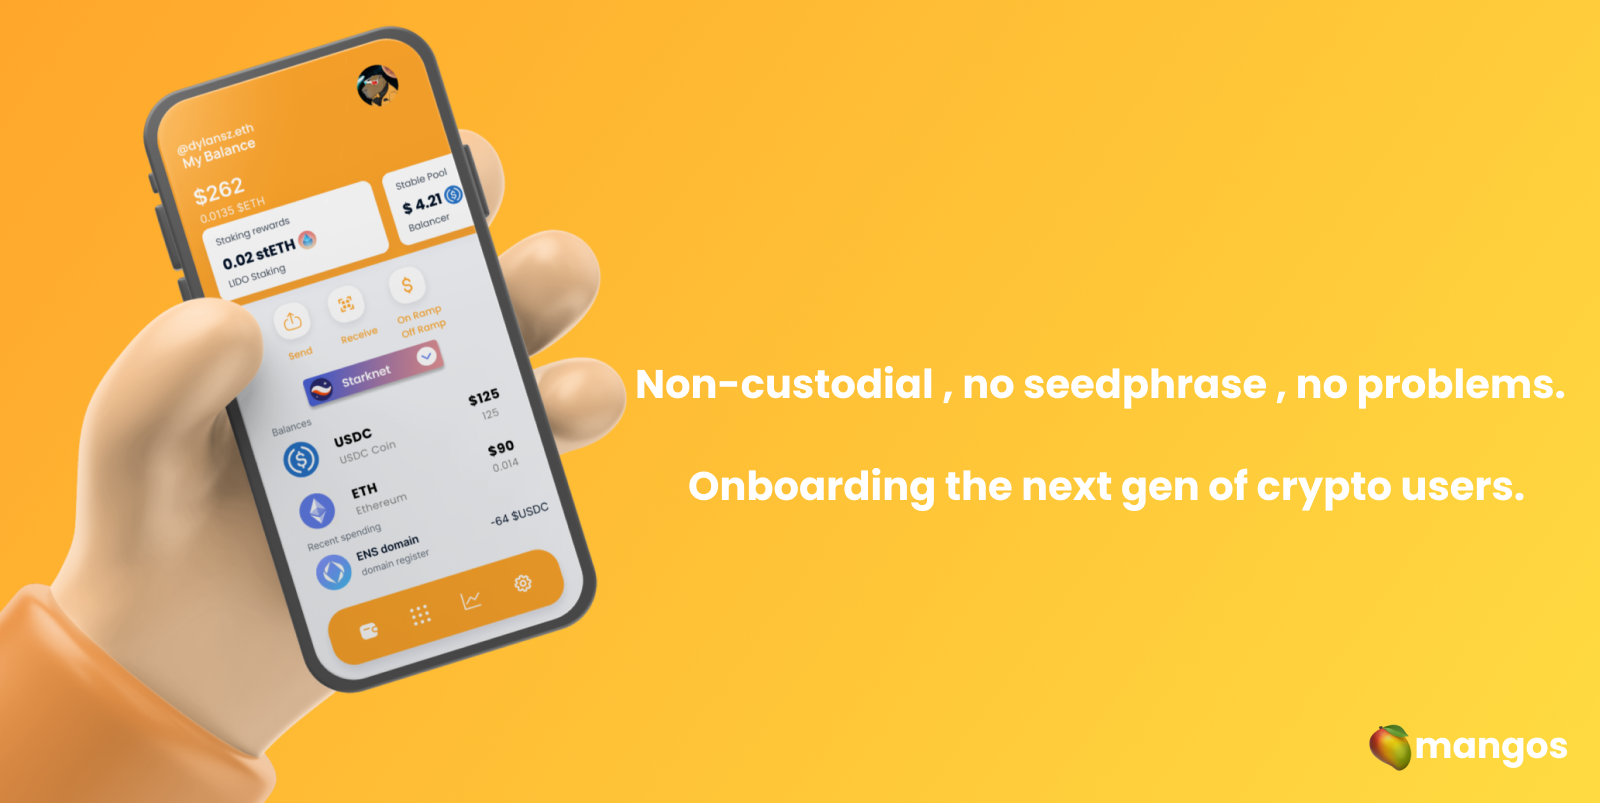 @dylansz.eth
My Balance
$262
0.0135 $ETH
Staking rewards
0.02 stETH
LIDO Staking
Stable Pool
$ 4.21
Balancer
Send
Receive
On Ramp
Off Ramp
Starknet
Balances
USDC
USDC Coin
$125
125
ETH
Ethereum
$90
0.014
Recent spending
ENS domain
domain register
-64 $USDC
Non-custodial , no seedphrase , no problems.
Onboarding the next gen of crypto users.
mangos